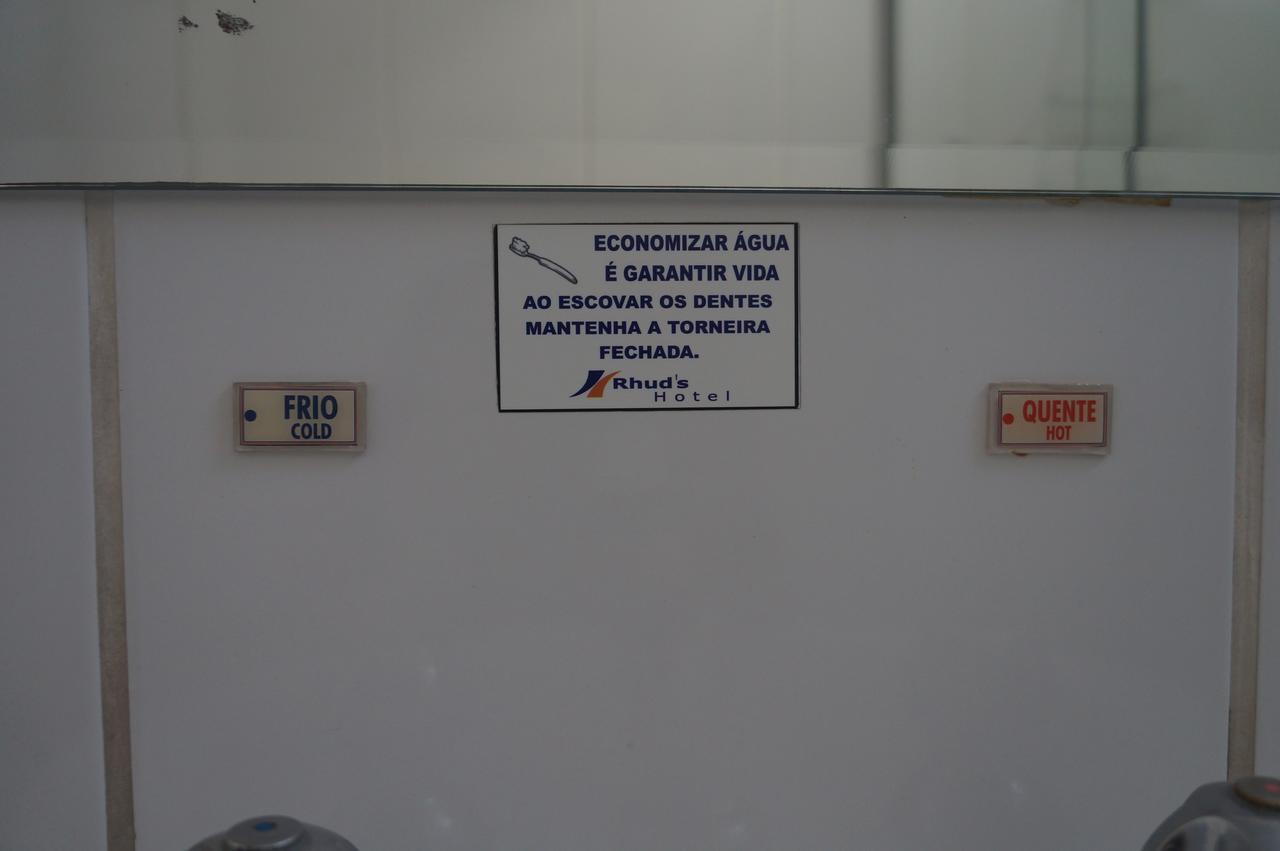 ECONOMIZAR ÁGUA
É GARANTIR VIDA
AO ESCOVAR OS DENTES
MANTENHA A TORNEIRA
FECHADA.
Rhud's
Hotel
FRIO
COLD
QUENTE
HOT